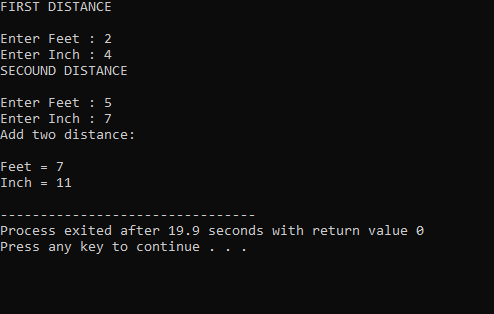 FIRST DISTANCE
Enter Feet : 2
Enter Inch : 4
SECOUND DISTANCE
Enter Feet : 5
Enter Inch : 7
Add two distance:
Feet = 7
Inch = 11
--------------------------------
Process exited after 19.9 seconds with return value 0
Press any key to continue . . .